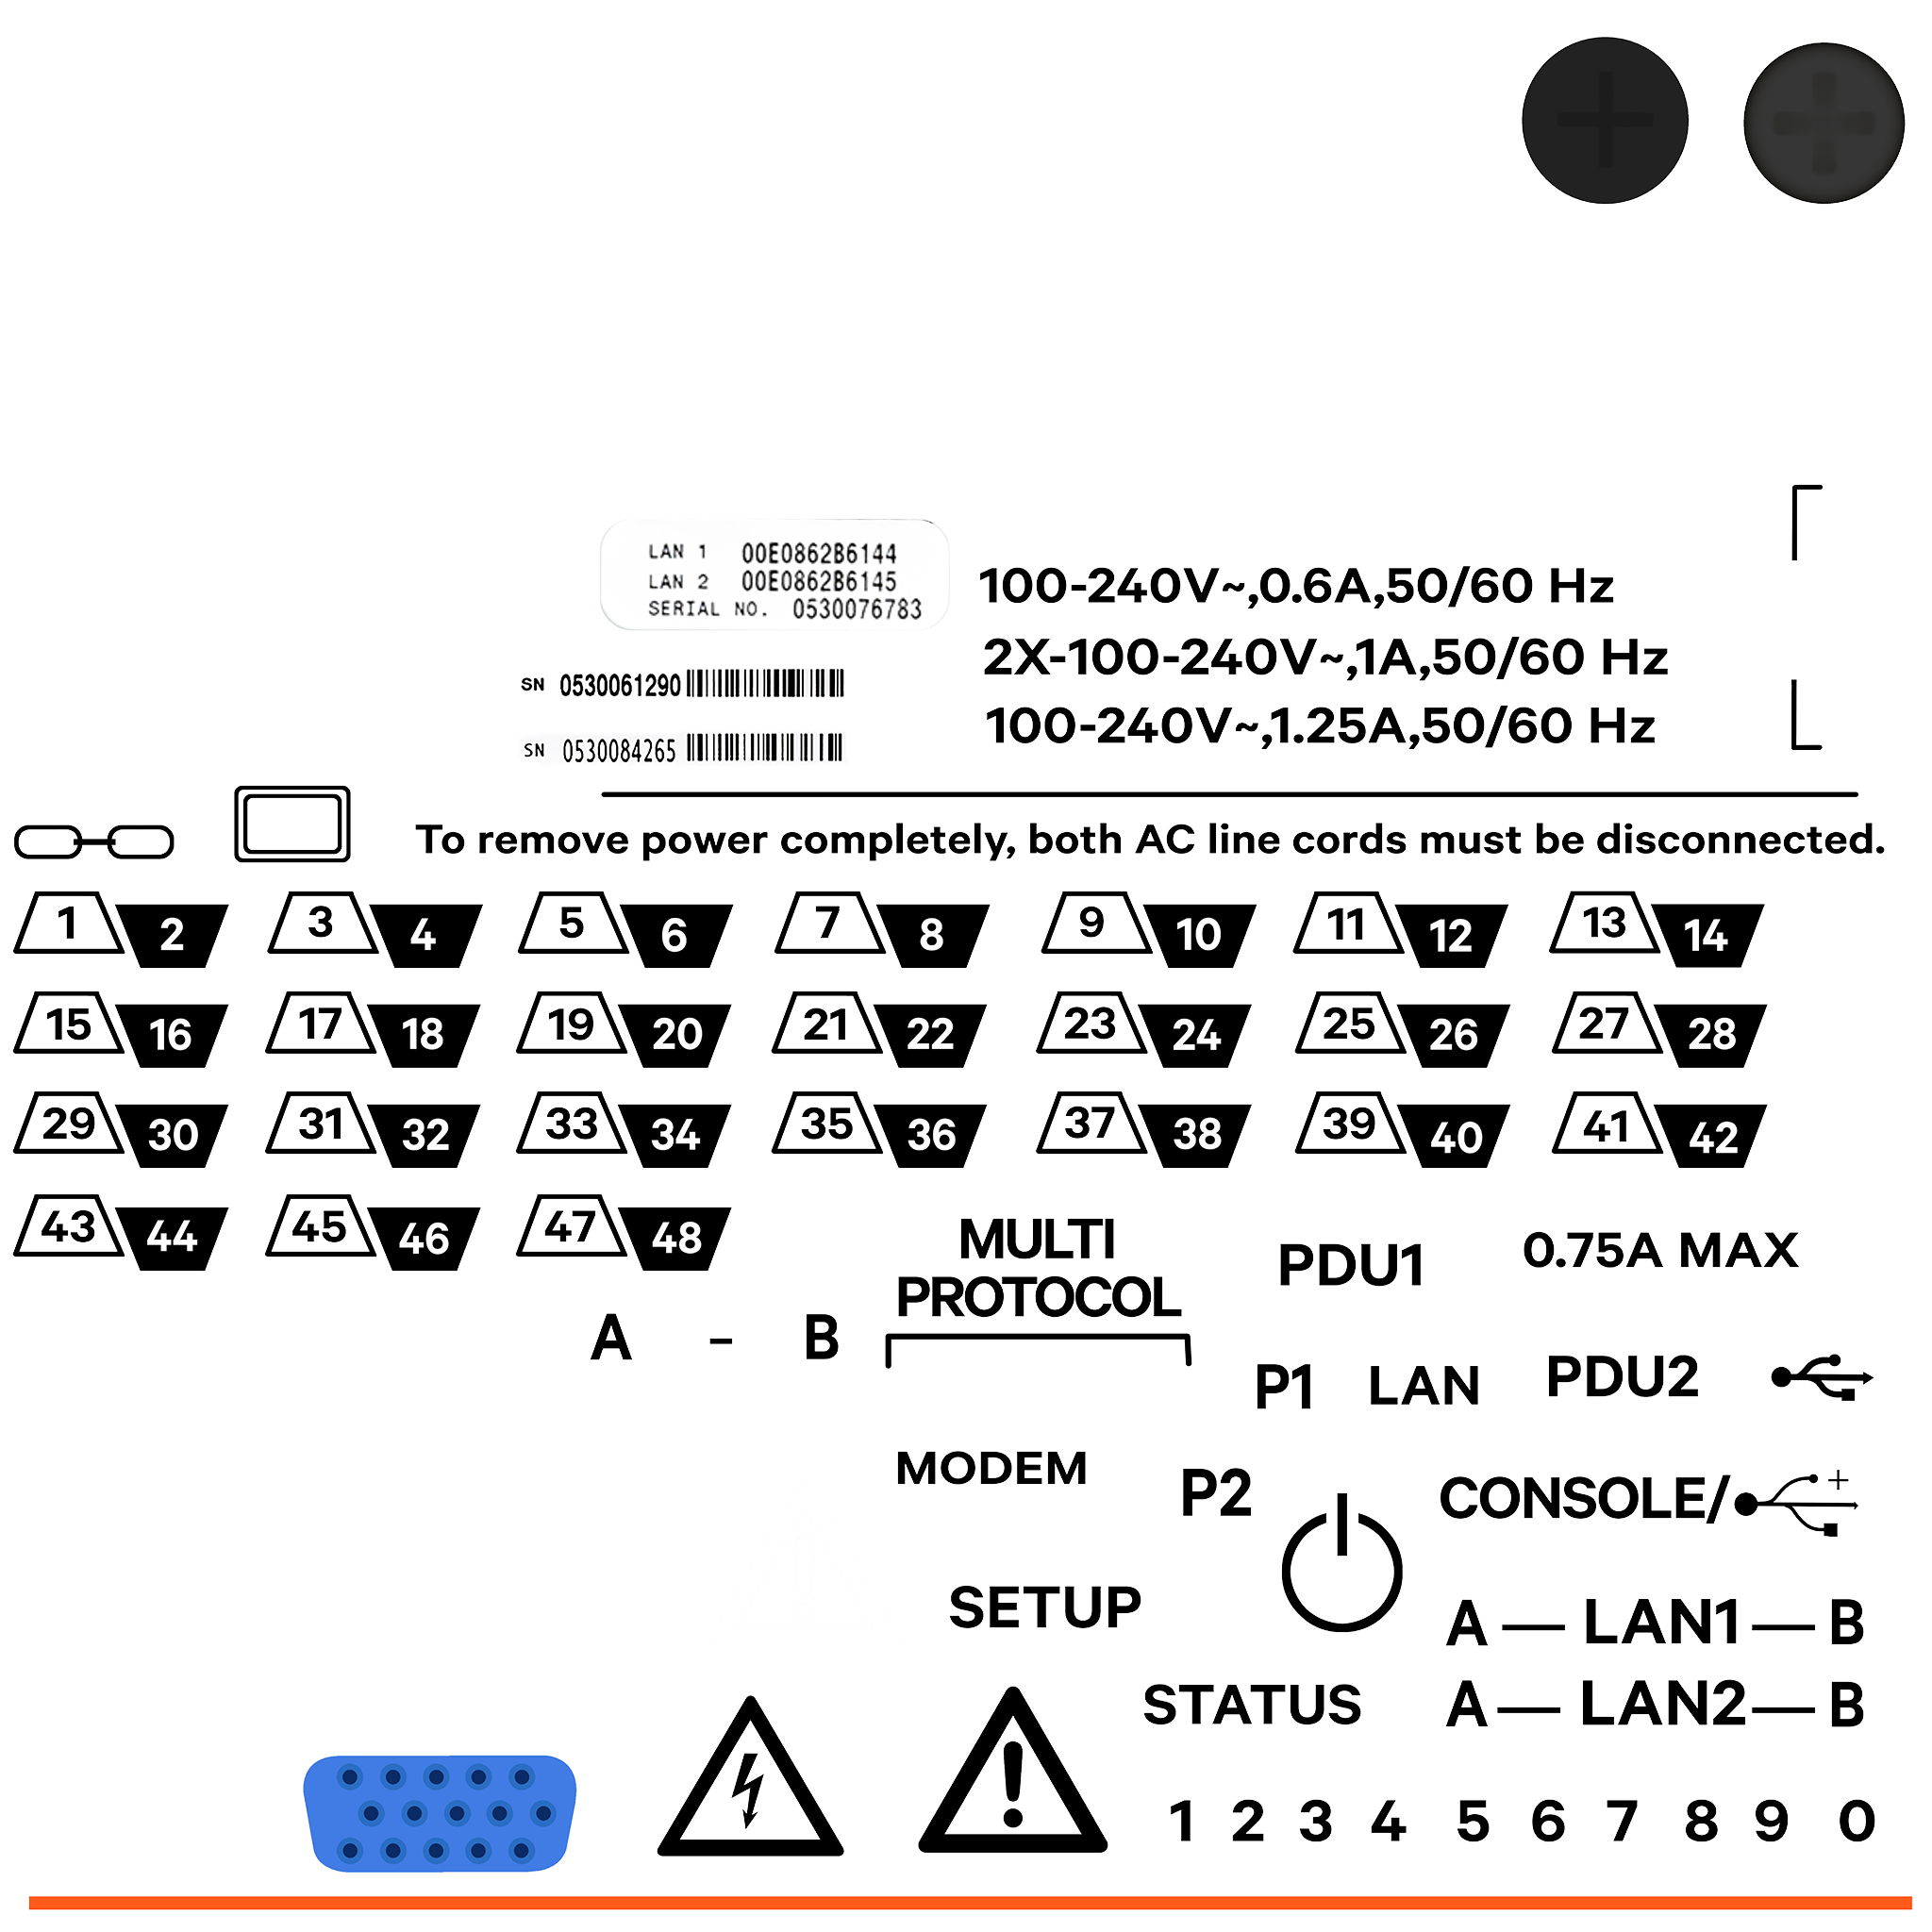 LAN 1 00E0862B6144
LAN 2 00E0862B6145
SERIAL NO. 0530076783
100-240V~,0.6A,50/60 Hz
2X-100-240V~,1A,50/60 Hz
SN 0530061290
100-240V~,1.25A,50/60 Hz
SN 0530084265
To remove power completely, both AC line cords must be disconnected.
1 2 3 4 5 6 7 8 9 10 11 12 13 14
15 16 17 18 19 20 21 22 23 24 25 26 27 28
29 30 31 32 33 34 35 36 37 38 39 40 41 42
43 44 45 46 47 48
MULTI
PROTOCOL
PDU1
0.75A MAX
A - B
P1 LAN PDU2
MODEM
P2
CONSOLE/
SETUP
A — LAN1 — B
STATUS
A — LAN2 — B
1 2 3 4 5 6 7 8 9 0